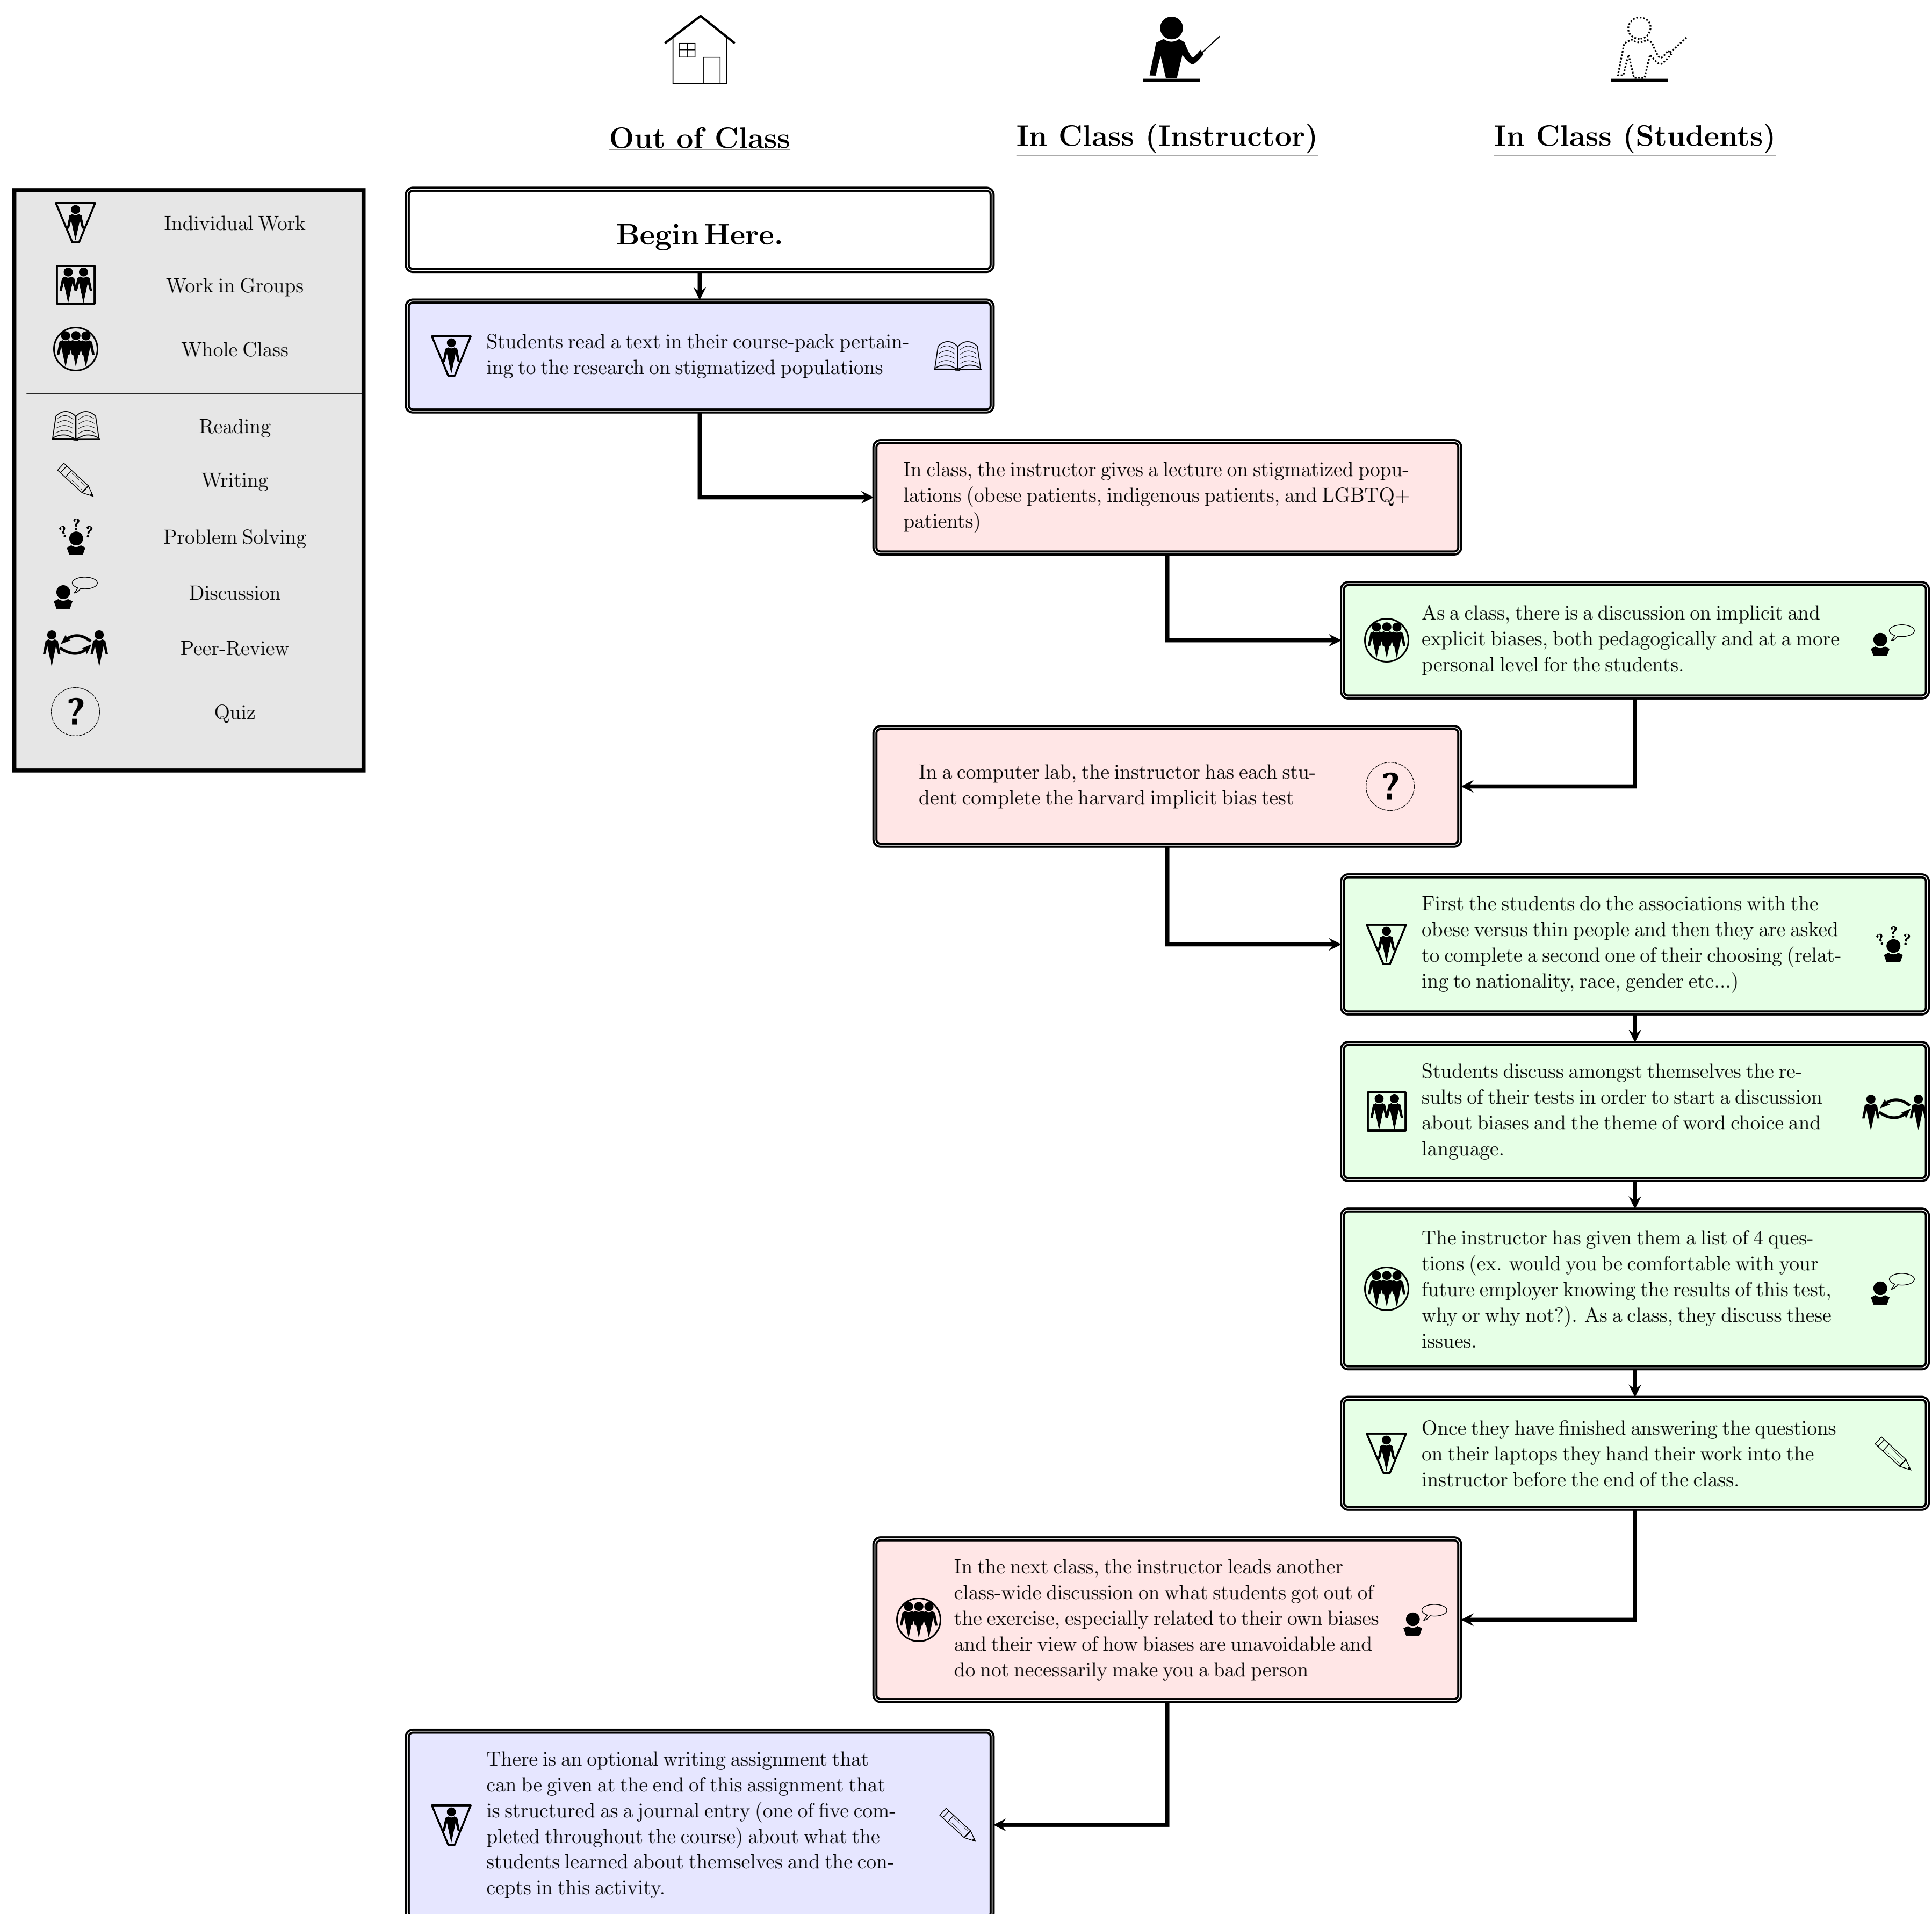 Out of Class
In Class (Instructor)
In Class (Students)
Individual Work
Work in Groups
Whole Class
Reading
Writing
Problem Solving
Discussion
Peer-Review
?
Quiz
Begin Here.
Students read a text in their course-pack pertain-
ing to the research on stigmatized populations
In class, the instructor gives a lecture on stigmatized popu-
lations (obese patients, indigenous patients, and LGBTQ+
patients)
As a class, there is a discussion on implicit and
explicit biases, both pedagogically and at a more
personal level for the students.
In a computer lab, the instructor has each stu-
dent complete the harvard implicit bias test
?
First the students do the associations with the
obese versus thin people and then they are asked
to complete a second one of their choosing (relat-
ing to nationality, race, gender etc...)
? ? ?
Students discuss amongst themselves the re-
sults of their tests in order to start a discussion
about biases and the theme of word choice and
language.
The instructor has given them a list of 4 ques-
tions (ex. would you be comfortable with your
future employer knowing the results of this test,
why or why not?). As a class, they discuss these
issues.
Once they have finished answering the questions
on their laptops they hand their work into the
instructor before the end of the class.
In the next class, the instructor leads another
class-wide discussion on what students got out of
the exercise, especially related to their own biases
and their view of how biases are unavoidable and
do not necessarily make you a bad person
There is an optional writing assignment that
can be given at the end of this assignment that
is structured as a journal entry (one of five com-
pleted throughout the course) about what the
students learned about themselves and the con-
cepts in this activity.